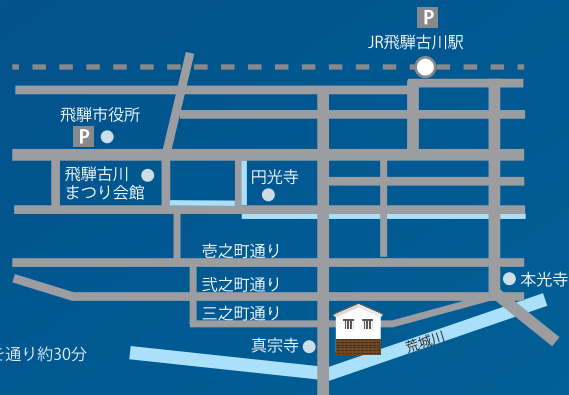 P
JR飛騨古川駅
飛騨市役所
P
飛騨古川
まつり会館
円光寺
壱之町通り
弐之町通り
本光寺
三之町通り
真宗寺
荒城川
を通り約30分